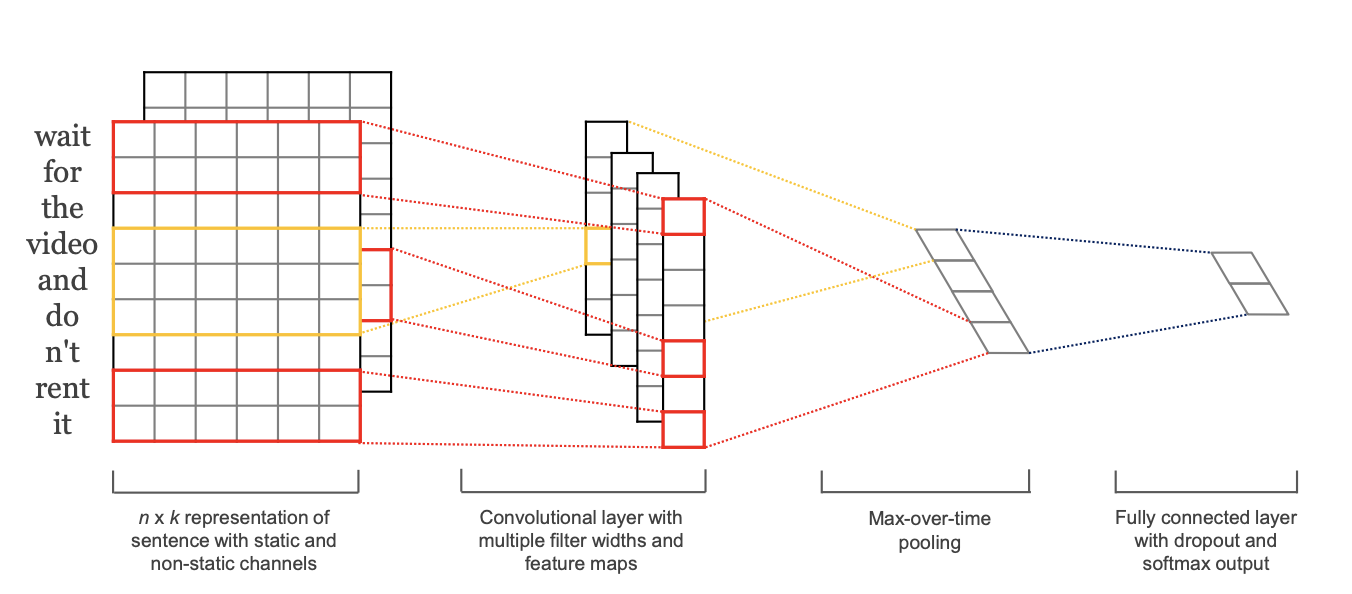 wait
for
the
video
and
do
n't
rent
it
n x k representation of
sentence with static and
non-static channels
Convolutional layer with
multiple filter widths and
feature maps
Max-over-time
pooling
Fully connected layer
with dropout and
softmax output